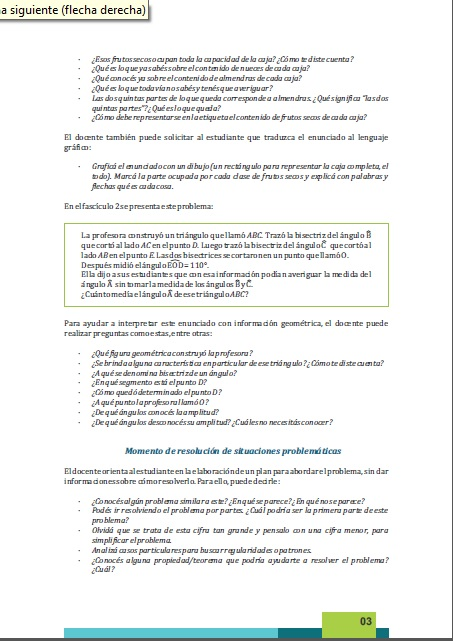 a siguiente (flecha derecha)
· ¿Esos frutos secos ocupan toda la capacidad de la caja? ¿Cómo te diste cuenta?
· ¿Qué es lo que ya sabés sobre el contenido de nueces de cada caja?
· ¿Qué conocés ya sobre el contenido de almendras de cada caja?
· ¿Qué es lo que todavía no sabés y tenés que averiguar?
· Las dos quintas partes de lo que queda corresponde a almendras. ¿Qué significa “las dos
quintas partes”? ¿Qué es lo que queda?
· ¿Cómo debe representarse en la etiqueta el contenido de frutos secos de cada caja?
El docente también puede solicitar al estudiante que traduzca el enunciado al lenguaje
gráfico:
· Graficá el enunciado con un dibujo (un rectángulo para representar la caja completa, el
todo). Marcá la parte ocupada por cada clase de frutos secos y explicá con palabras y
flechas qué es cada cosa.
En el fascículo 2 se presenta este problema:
La profesora construyó un triángulo que llamó ABC. Trazó la bisectriz del ángulo B̂
que cortó al lado AC en el punto D. Luego trazó la bisectriz del ángulo Ĉ que cortó al
lado AB en el punto E. Las dos bisectrices se cortaron en un punto que llamó O.
Después midió el ángulo EOD = 110°.
Ella dijo a sus estudiantes que con esa información podían averiguar la medida del
ángulo Â sin tomar la medida de los ángulos B̂ y Ĉ.
¿Cuánto medía el ángulo Â de ese triángulo ABC?
Para ayudar a interpretar este enunciado con información geométrica, el docente puede
realizar preguntas como estas, entre otras:
· ¿Qué figura geométrica construyó la profesora?
· ¿Se brinda alguna característica en particular de ese triángulo? ¿Cómo te diste cuenta?
· ¿A qué se denomina bisectriz de un ángulo?
· ¿En qué segmento está el punto D?
· ¿Cómo quedó determinado el punto D?
· ¿A qué punto la profesora llamó O?
· ¿De qué ángulos conocés la amplitud?
· ¿De qué ángulos desconocés su amplitud? ¿Cuáles no necesitás conocer?
Momento de resolución de situaciones problemáticas
El docente orienta al estudiante en la elaboración de un plan para abordar el problema, sin dar
informaciones sobre cómo resolverlo. Para ello, puede decirle:
· ¿Conocés algún problema similar a este? ¿En qué se parece? ¿En qué no se parece?
· Podés ir resolviendo el problema por partes. ¿Cuál podría ser la primera parte de este
problema?
· Olvidá que se trata de esta cifra tan grande y pensalo con una cifra menor, para
simplificar el problema.
· Analizá casos particulares para buscar regularidades o patrones.
· ¿Conocés alguna propiedad/teorema que podría ayudarte a resolver el problema?
¿Cuál?
03